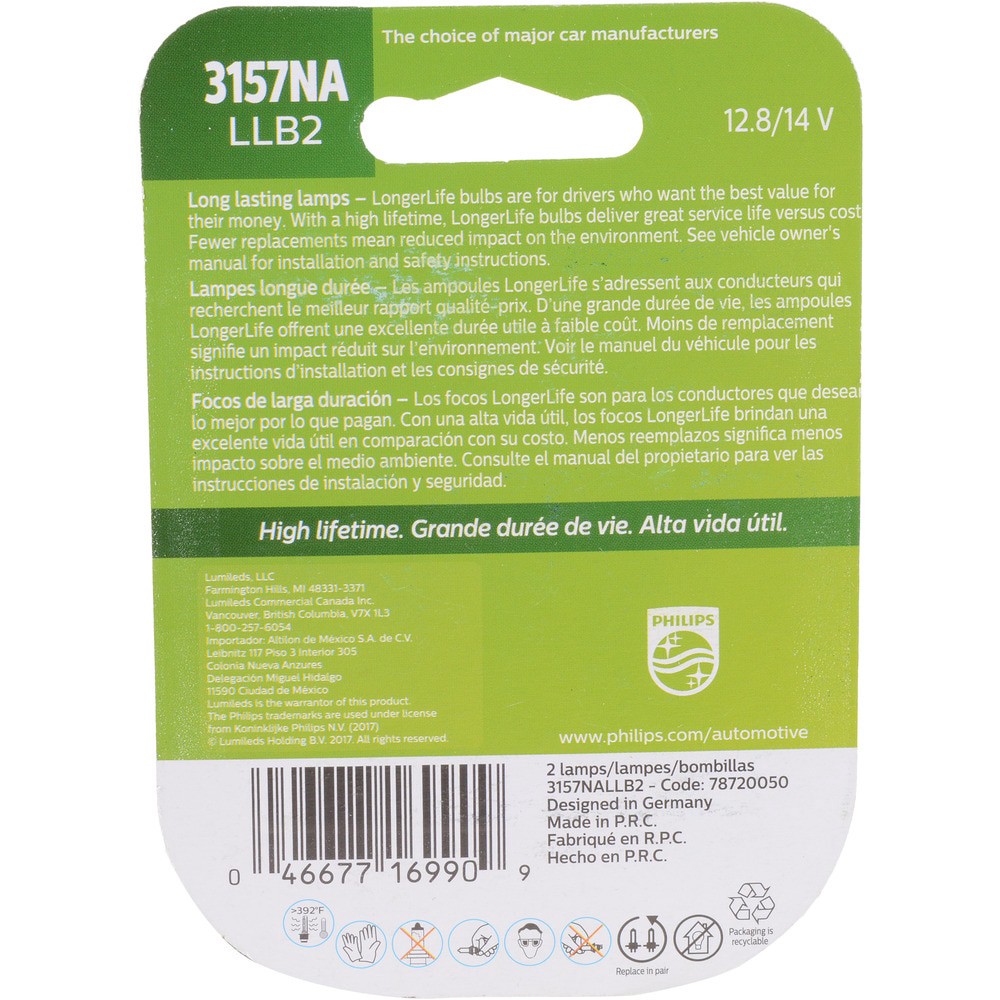 The choice of major car manufacturers
3157NA
LLB2
12.8/14 V
Long lasting lamps – LongerLife bulbs are for drivers who want the best value for
their money. With a high lifetime, LongerLife bulbs deliver great service life versus cost
Fewer replacements mean reduced impact on the environment. See vehicle owner's
manual for installation and safety instructions.
Lampes longue durée – Les ampoules LongerLife s'adressent aux conducteurs qui
recherchent le meilleur rapport qualité-prix. D'une grande durée de vie, les ampoules
LongerLife offrent une excellente durée utile à faible coût. Moins de remplacement
signifie un impact réduit sur l'environnement. Voir le manuel du véhicule pour les
instructions d'installation et les consignes de sécurité.
Focos de larga duración – Los focos LongerLife son para los conductores que desean
lo mejor por lo que pagan. Con una alta vida útil, los focos LongerLife brindan una
excelente vida útil en comparación con su costo. Menos reemplazos significa menos
impacto sobre el medio ambiente. Consulte el manual del propietario para ver las
instrucciones de instalación y seguridad.
High lifetime. Grande durée de vie. Alta vida útil.
Lumileds, LLC
Farmington Hills, MI 48331-3371
Lumileds Commercial Canada Inc.
Vancouver, British Columbia, V7X 1L3
1-800-257-6054
Importador: Altilon de México S.A. de C.V.
Leibnitz 117 Piso 3 Interior 305
Colonia Nueva Anzures
Delegación Miguel Hidalgo
11590 Ciudad de México
Lumileds is the warrantor of this product.
The Philips trademarks are used under license
from Koninklijke Philips N.V. (2017)
© Lumileds Holding B.V. 2017. All rights reserved.
PHILIPS
www.philips.com/automotive
2 lamps/lampes/bombillas
3157NALLB2 - Code: 78720050
Designed in Germany
Made in P.R.C.
Fabriqué en R.P.C.
Hecho en P.R.C.
0 46677 16990 9
>392°F
Replace in pair
Packaging is
recyclable